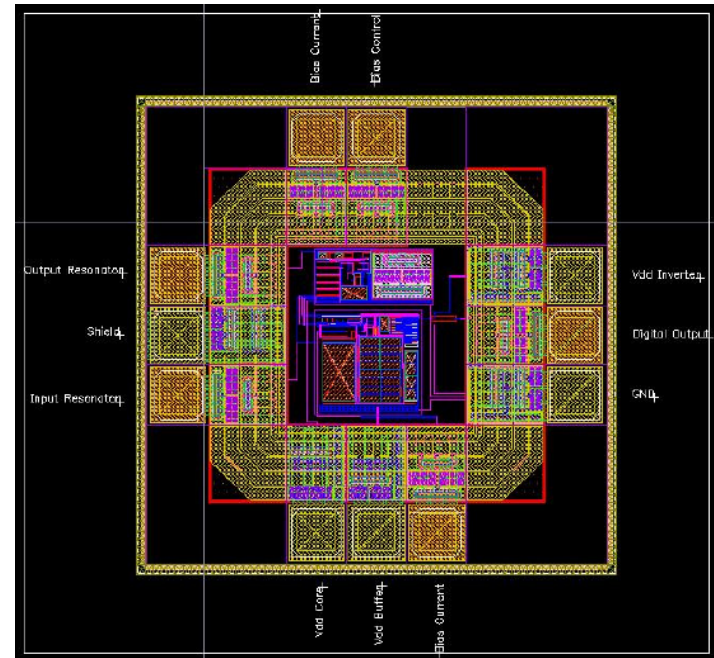 Bias Current
Bias Control
Output Resonator
Shield
Input Resonator
Vdd Inverter
Digital Output
GND
Vdd Core
Vdd Buffer
Bias Current